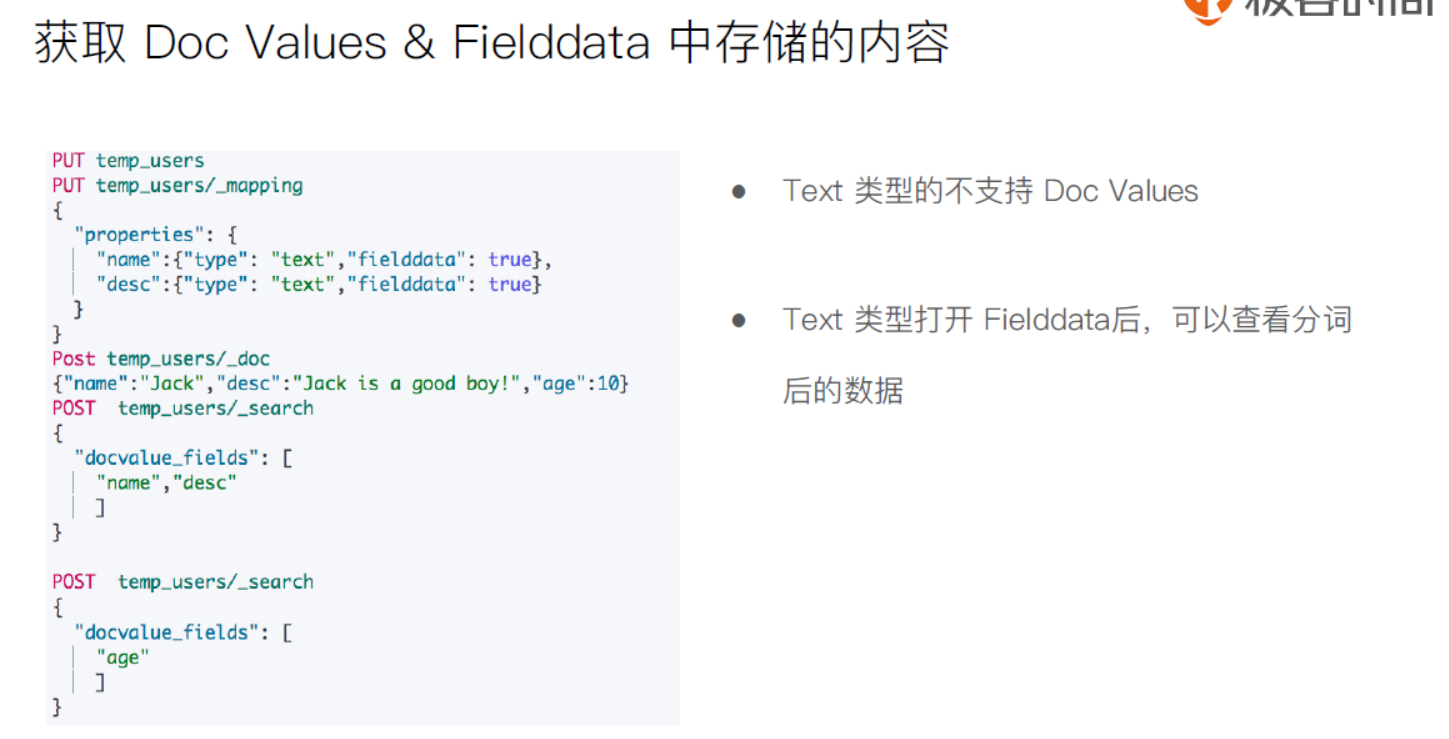 获取 Doc Values & Fielddata 中存储的内容
PUT temp_users
PUT temp_users/_mapping
{
  "properties": {
    "name":{"type": "text","fielddata": true},
    "desc":{"type": "text","fielddata": true}
  }
}
Post temp_users/_doc
{"name":"Jack","desc":"Jack is a good boy!","age":10}
POST  temp_users/_search
{
  "docvalue_fields": [
    "name","desc"
    ]
}
POST  temp_users/_search
{
  "docvalue_fields": [
    "age"
    ]
}
● Text 类型的不支持 Doc Values
● Text 类型打开 Fielddata后，可以查看分词
后的数据